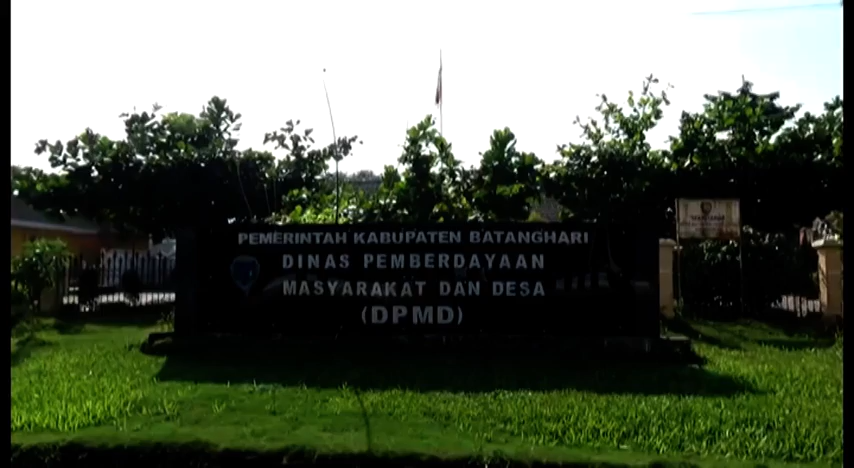 PEMERINTAH KABUPATEN BATANGHARI
DINAS PEMBERDAYAAN
MASYARAKAT DAN DESA
(DPMD)